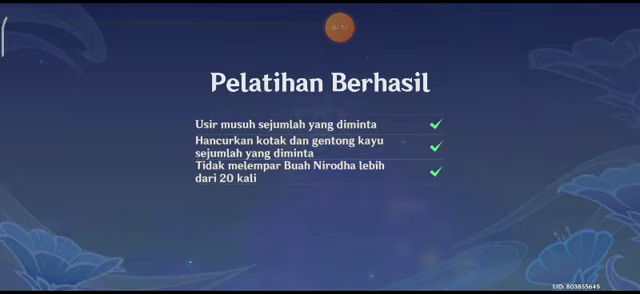 Pelatihan Berhasil
Usir musuh sejumlah yang diminta
Hancurkan kotak dan gentong kayu
sejumlah yang diminta
Tidak melempar Buah Nirodha lebih
dari 20 kali
UID: 803855645